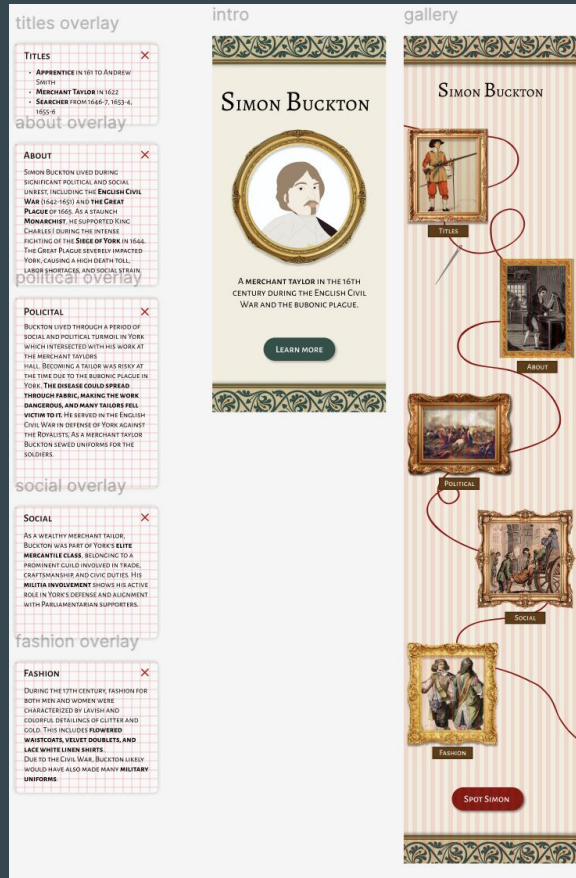 titles overlay
Titles
Apprentice in 161 to Andrew
Smith
Merchant Taylor in 1622
Searcher from 1646-7, 1653-4,
1655-6
about overlay
About
Simon Buckton lived during
significant political and social
unrest, including the English Civil
War (1642-1651) and the Great
Plague of 1665. As a staunch
Monarchist, he supported King
Charles I during the intense
fighting of the Siege of York in 1644.
The Great Plague severely impacted
York, causing a high death toll,
labor shortages, and social strain.
political overlay
Policital
Buckton lived through a period of
social and political turmoil in York
which intersected with his work at
the Merchant Taylors
Hall. Becoming a tailor was risky at
the time due to the bubonic plague in
York. The disease could spread
through fabric, making the work
dangerous, and many tailors fell
victim to it. He served in the English
Civil War in defense of York against
the Royalists. As a merchant taylor
Buckton sewed uniforms for the
soldiers.
social overlay
Social
As a wealthy merchant tailor,
Buckton was part of York's elite
mercantile class, belonging to a
prominent guild involved in trade,
craftsmanship, and civic duties. His
militia involvement shows his active
role in York's defense and alignment
with Parliamentarian supporters.
fashion overlay
Fashion
During the 17th century, fashion for
both men and women were
characterized by lavish and
colorful detailings of glitter and
gold. This includes flowered
waistcoats, velvet doublets, and
lace white linen shirts.
Due to the Civil War, Buckton likely
would have also made many military
uniforms.
intro
Simon Buckton
A merchant taylor in the 16th
century during the English Civil
War and the bubonic plague.
Learn more
gallery
Simon Buckton
Titles
About
Political
Social
Fashion
Spot Simon